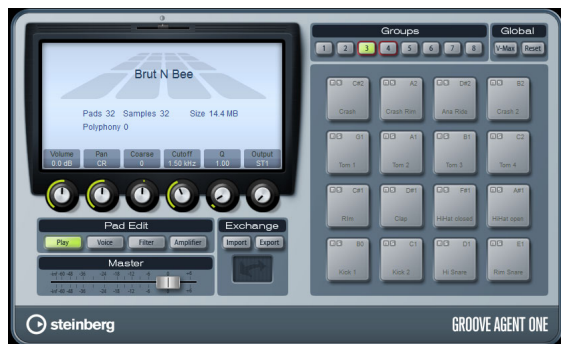 Brut N Bee
Pads 32 Samples 32 Size 14.4 MB
Polyphony 0
Volume Pan Coarse Cutoff Q Output
0.0 dB CR 0 1.50 kHz 1.00 ST1
Pad Edit
Play Voice Filter Amplifier
Exchange
Import Export
Master
Groups
1 2 3 4 5 6 7 8
Global
V-Max Reset
C#2 A2 D#2 B2
Crash Crash Rim Ana Ride Crash 2
G1 A1 B1 C2
Tom 1 Tom 2 Tom 3 Tom 4
C#1 D#1 F#1 A#1
Rim Clap HiHat closed HiHat open
B0 C1 D1 E1
Kick 1 Kick 2 Hi Snare Rim Snare
steinberg
GROOVE AGENT ONE